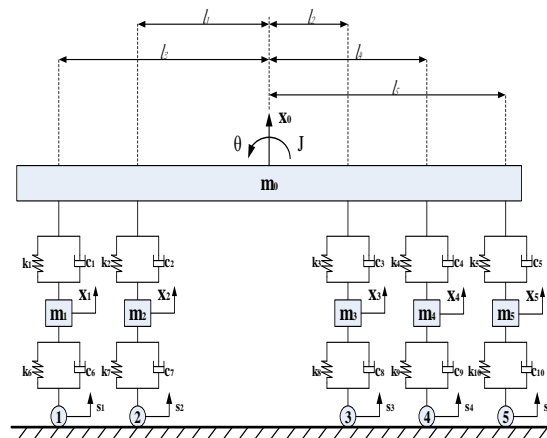 l₁ l₂
l₃ l₄
l₅
x₀
θ J
m₀
k₁ c₁ k₂ c₂ k₃ c₃ k₄ c₄ k₅ c₅
x₁ x₂ x₃ x₄ x₅
m₁ m₂ m₃ m₄ m₅
k₆ c₆ k₇ c₇ k₈ c₈ k₉ c₉ k₁₀ c₁₀
1 s₁ 2 s₂ 3 s₃ 4 s₄ 5 s